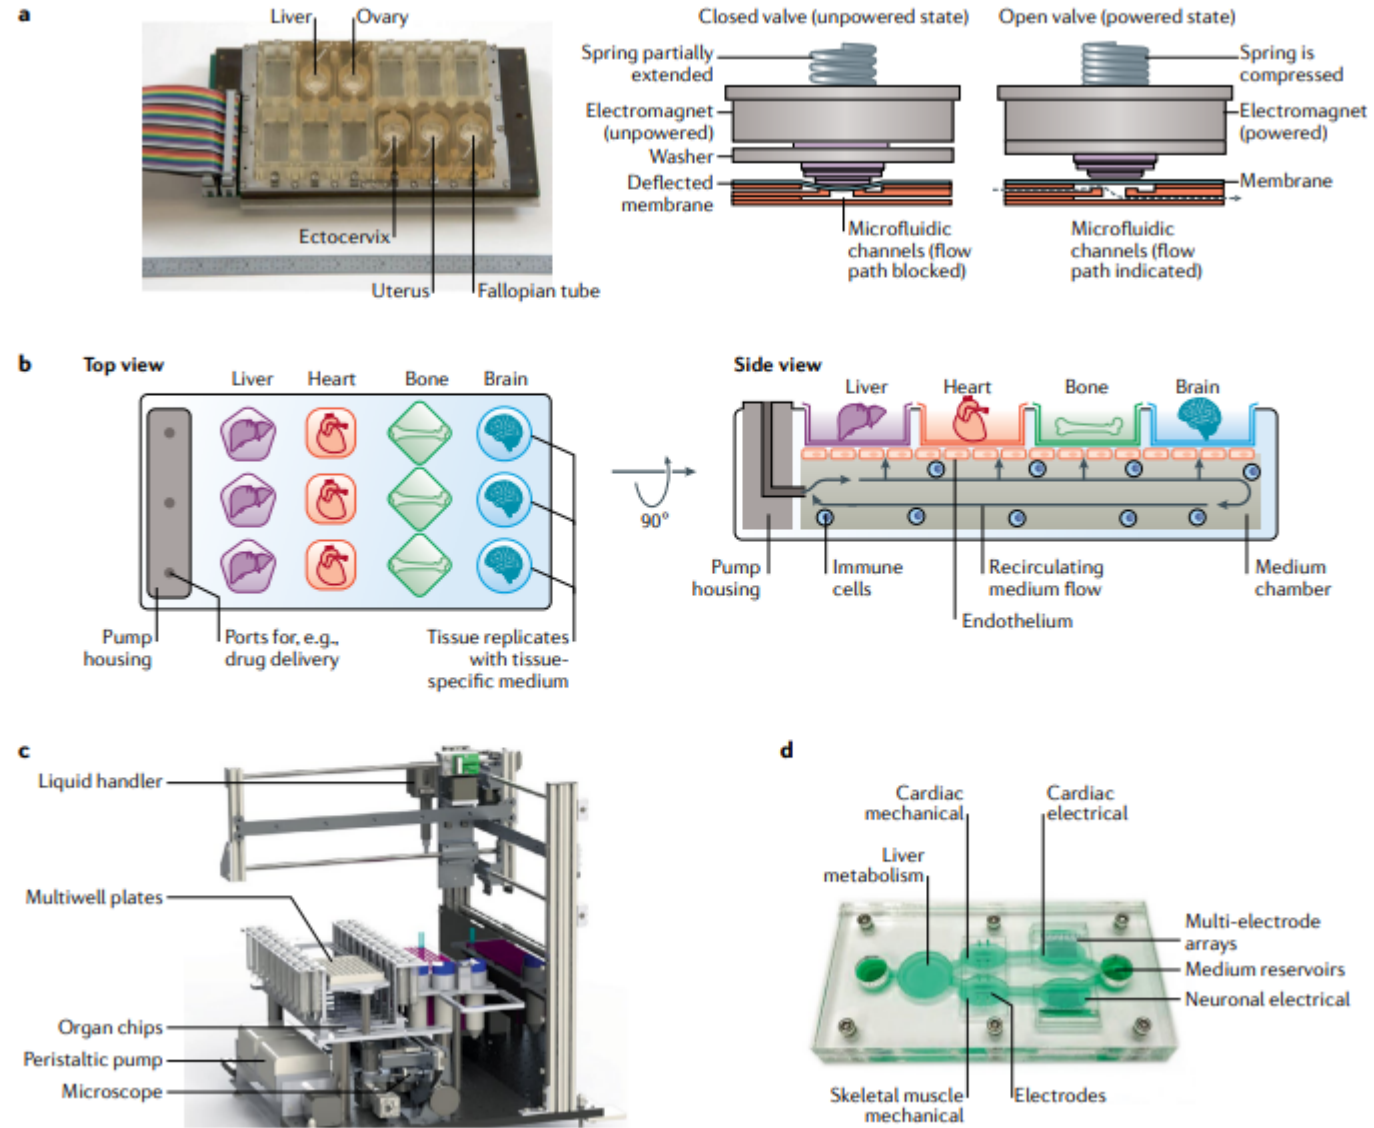 a
Liver
Ovary
Ectocervix
Uterus
Fallopian tube
Closed valve (unpowered state)
Spring partially
extended
Electromagnet
(unpowered)
Washer
Deflected
membrane
Microfluidic
channels (flow
path blocked)
Open valve (powered state)
Spring is
compressed
Electromagnet
(powered)
Membrane
Microfluidic
channels (flow
path indicated)
b
Top view
Liver
Heart
Bone
Brain
Pump
housing
Ports for, e.g.,
drug delivery
Tissue replicates
with tissue-
specific medium
90°
Side view
Liver
Heart
Bone
Brain
Pump
housing
Immune
cells
Recirculating
medium flow
Endothelium
Medium
chamber
c
Liquid handler
Multiwell plates
Organ chips
Peristaltic pump
Microscope
d
Cardiac
mechanical
Cardiac
electrical
Liver
metabolism
Multi-electrode
arrays
Medium reservoirs
Neuronal electrical
Skeletal muscle
mechanical
Electrodes